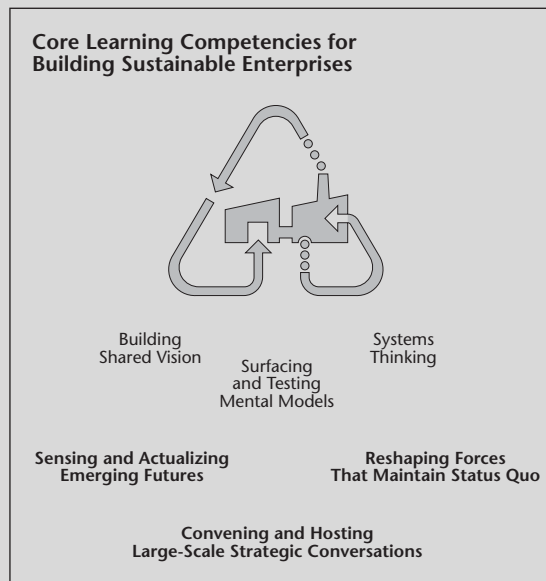 Core Learning Competencies for
Building Sustainable Enterprises
Building
Shared Vision
Surfacing
and Testing
Mental Models
Systems
Thinking
Sensing and Actualizing
Emerging Futures
Reshaping Forces
That Maintain Status Quo
Convening and Hosting
Large-Scale Strategic Conversations